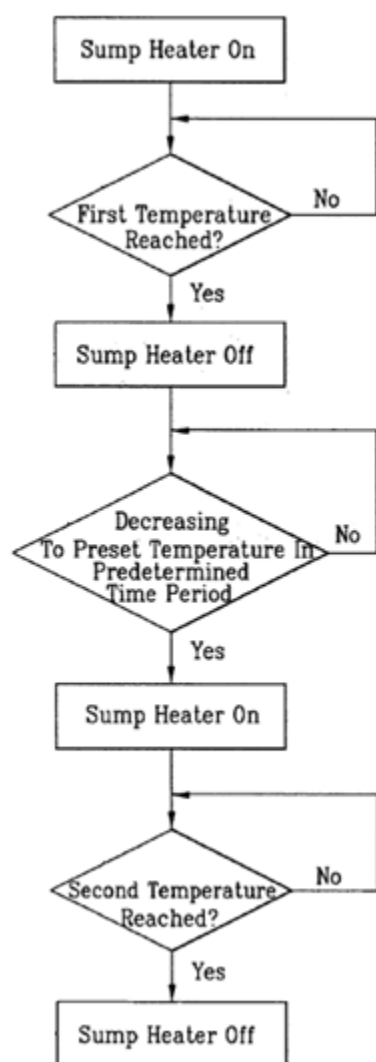 Sump Heater On
First Temperature
Reached?
No
Yes
Sump Heater Off
Decreasing
To Preset Temperature In
Predetermined
Time Period
No
Yes
Sump Heater On
Second Temperature
Reached?
No
Yes
Sump Heater Off